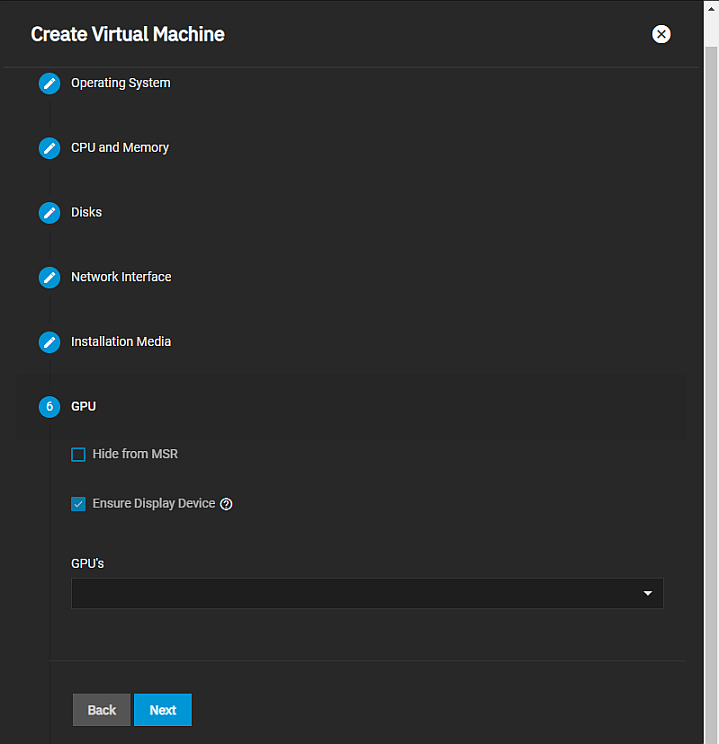 Create Virtual Machine
Operating System
CPU and Memory
Disks
Network Interface
Installation Media
6 GPU
Hide from MSR
Ensure Display Device ?
GPU's
Back Next